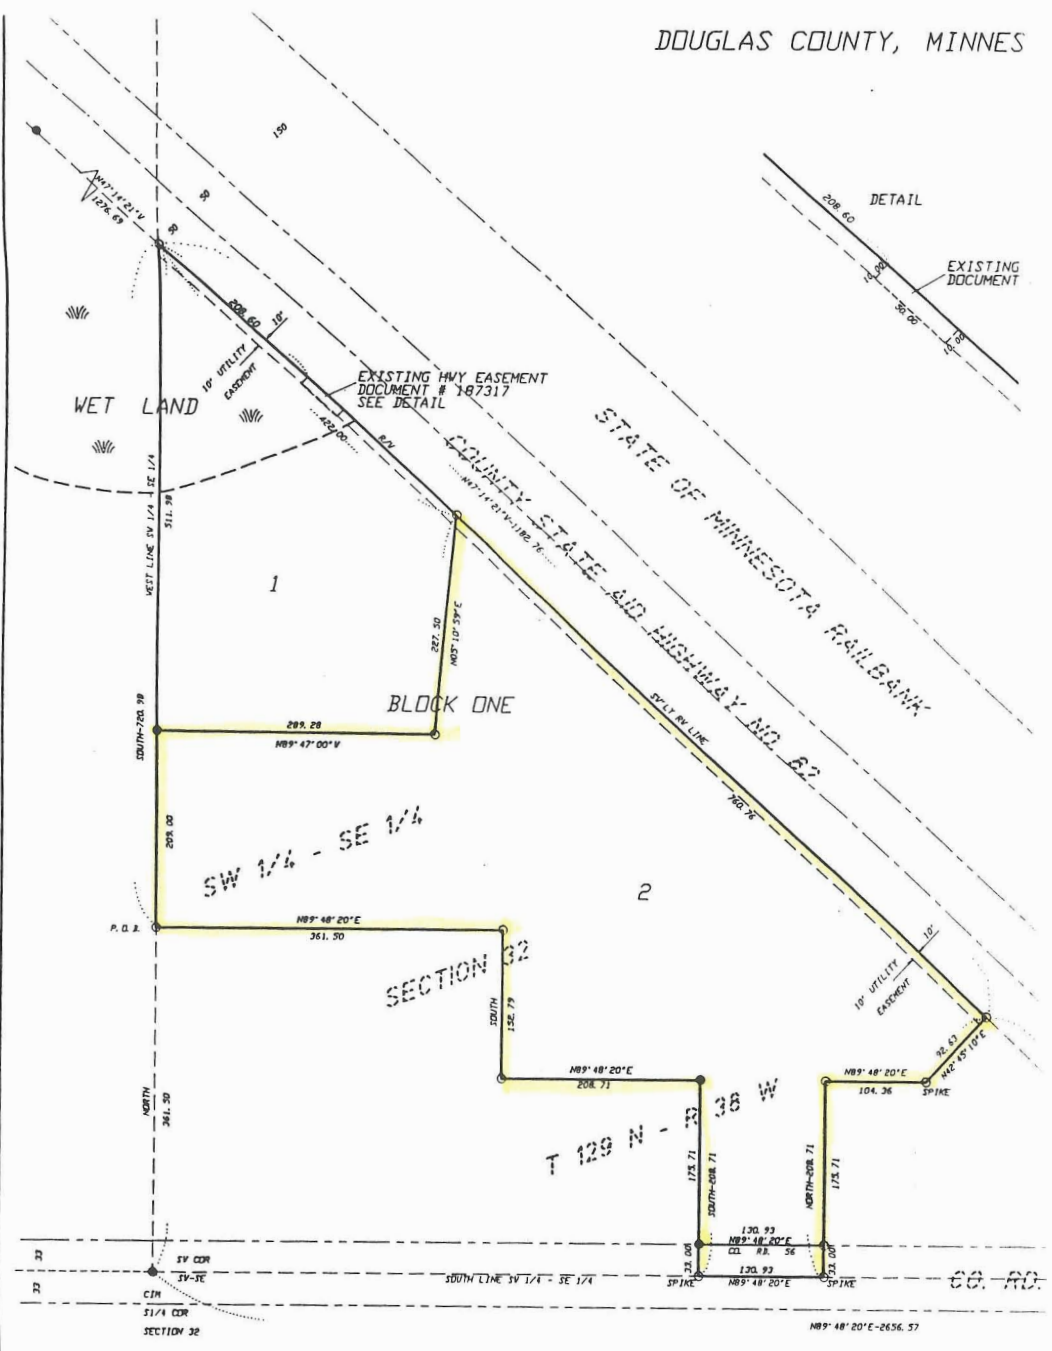 DOUGLAS COUNTY, MINNES
150
DETAIL
208.60
10.00
EXISTING
DOCUMENT
50.00
10.00
N47°14'21"W
1276.69
208.60
10'
10' UTILITY
EASEMENT
EXISTING HWY EASEMENT
DOCUMENT # 187317
SEE DETAIL
WET LAND
422.00
R/W
COUNTY STATE AID HIGHWAY NO. 82
STATE OF MINNESOTA RAILBANK
N47°14'21"W-1182.76
WEST LINE SW 1/4 - SE 1/4
511.98
1
227.50
N05°10'59"E
BLOCK ONE
SOUTH-720.98
289.28
N89°47'00"W
SW'LY RW LINE
760.76
209.00
SW 1/4 - SE 1/4
2
P.O.B.
N89°48'20"E
361.50
SECTION 32
10'
10' UTILITY
EASEMENT
SOUTH
152.79
92.63
N42°45'10"E
N89°48'20"E
208.71
N89°48'20"E
104.36
SPIKE
NORTH
361.50
T 129 N - R 38 W
175.71
SOUTH-208.71
NORTH-208.71
175.71
130.93
N89°48'20"E
CO. RD. 56
33
SW COR
SW-SE
33.00
33.00
SOUTH LINE SW 1/4 - SE 1/4
SPIKE
130.93
N89°48'20"E
SPIKE
CO. RD.
33
CIM
S1/4 COR
SECTION 32
N89°48'20"E-2656.57